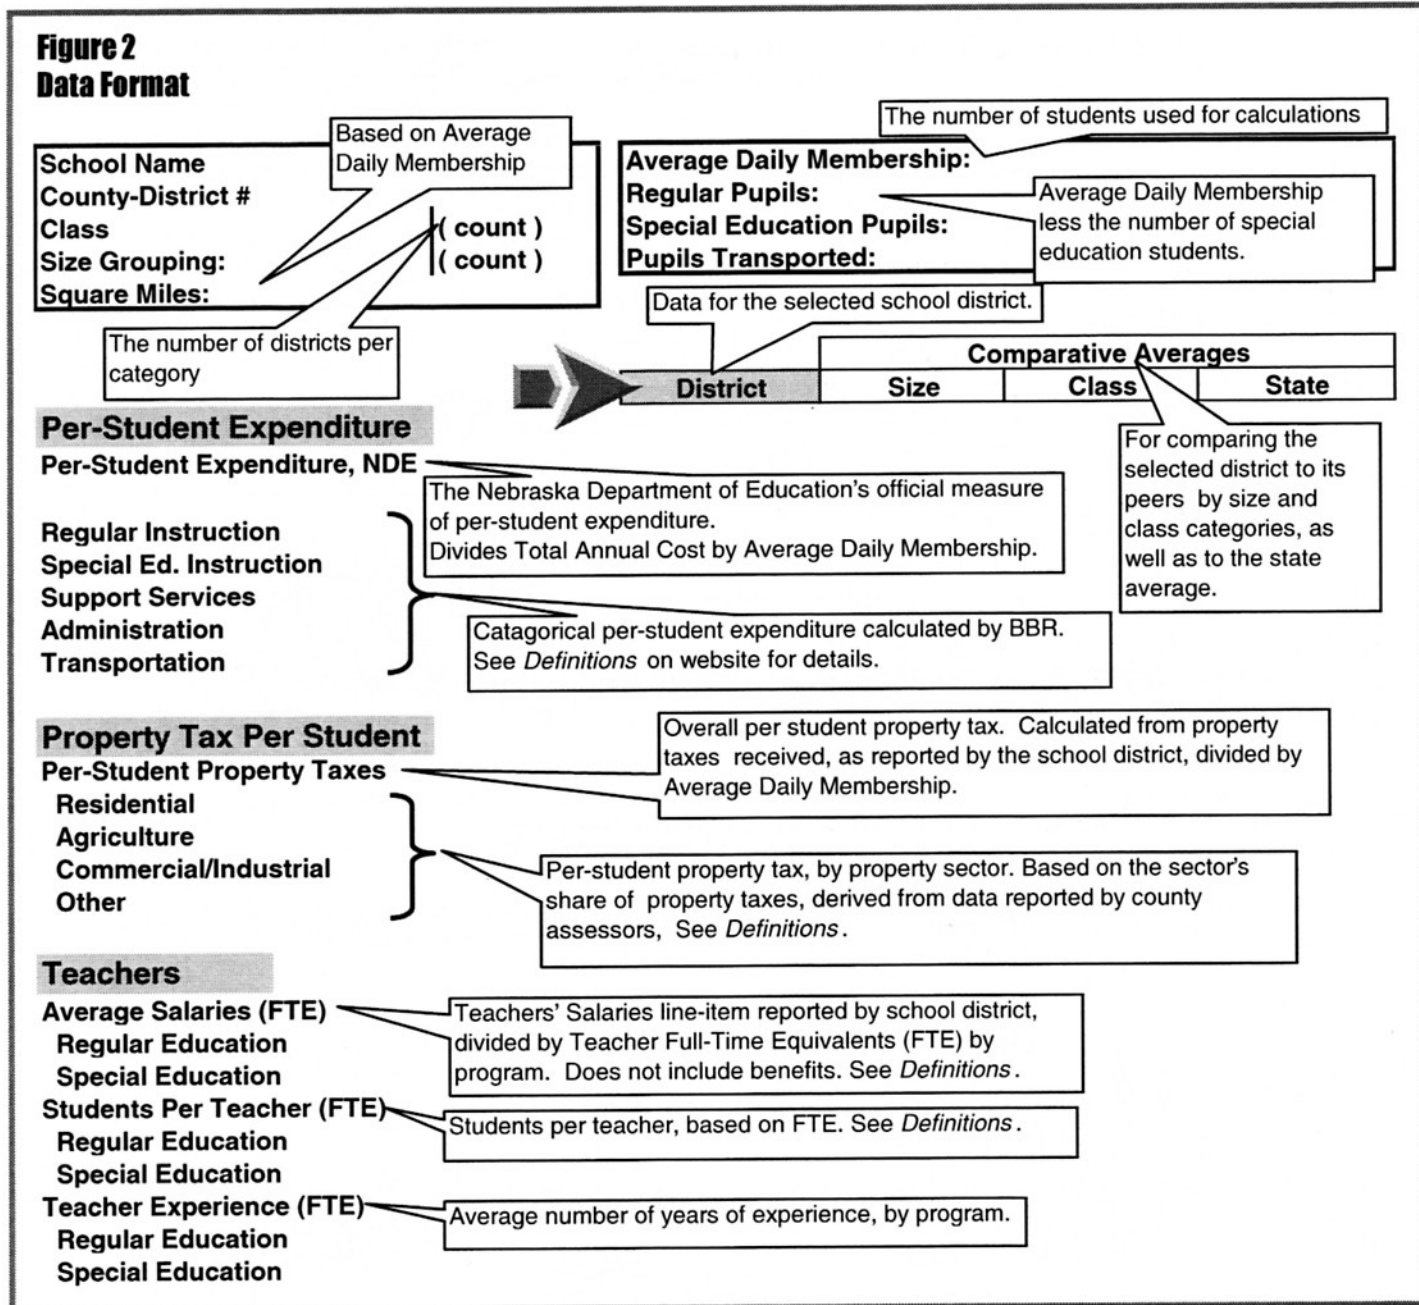 Figure 2
Data Format
Based on Average
Daily Membership
School Name
County-District #
Class ( count )
Size Grouping: ( count )
Square Miles:
The number of districts per
category
The number of students used for calculations
Average Daily Membership:
Regular Pupils:
Special Education Pupils:
Pupils Transported:
Average Daily Membership
less the number of special
education students.
Data for the selected school district.
Comparative Averages
District Size Class State
For comparing the
selected district to its
peers by size and
class categories, as
well as to the state
average.
Per-Student Expenditure
Per-Student Expenditure, NDE
The Nebraska Department of Education's official measure
of per-student expenditure.
Divides Total Annual Cost by Average Daily Membership.
Regular Instruction
Special Ed. Instruction
Support Services
Administration
Transportation
Catagorical per-student expenditure calculated by BBR.
See Definitions on website for details.
Property Tax Per Student
Per-Student Property Taxes
Overall per student property tax. Calculated from property
taxes received, as reported by the school district, divided by
Average Daily Membership.
Residential
Agriculture
Commercial/Industrial
Other
Per-student property tax, by property sector. Based on the sector's
share of property taxes, derived from data reported by county
assessors, See Definitions.
Teachers
Average Salaries (FTE)
Regular Education
Special Education
Teachers' Salaries line-item reported by school district,
divided by Teacher Full-Time Equivalents (FTE) by
program. Does not include benefits. See Definitions.
Students Per Teacher (FTE)
Regular Education
Special Education
Students per teacher, based on FTE. See Definitions.
Teacher Experience (FTE)
Regular Education
Special Education
Average number of years of experience, by program.